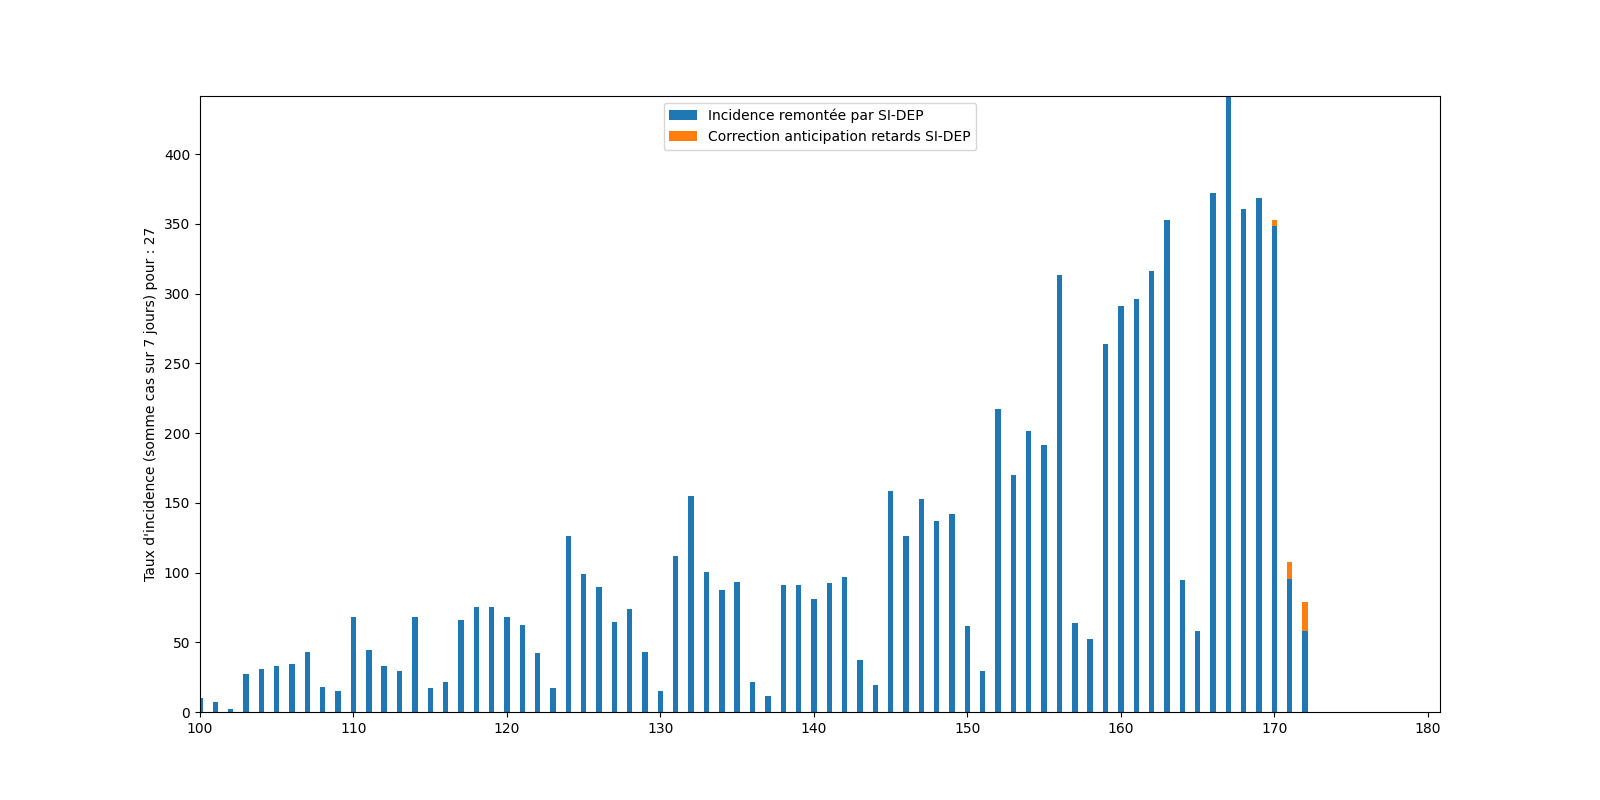 Incidence remontée par SI-DEP
Correction anticipation retards SI-DEP
Taux d'incidence (somme cas sur 7 jours) pour : 27
400
350
300
250
200
150
100
50
0
100 110 120 130 140 150 160 170 180